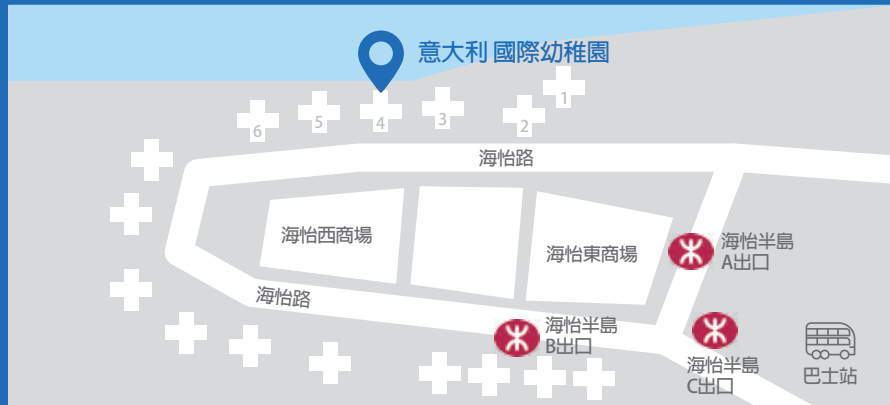 意大利 國際幼稚園
1
2
3
4
5
6
海怡路
海怡西商場
海怡東商場
海怡半島
A出口
海怡路
海怡半島
B出口
海怡半島
C出口
巴士站